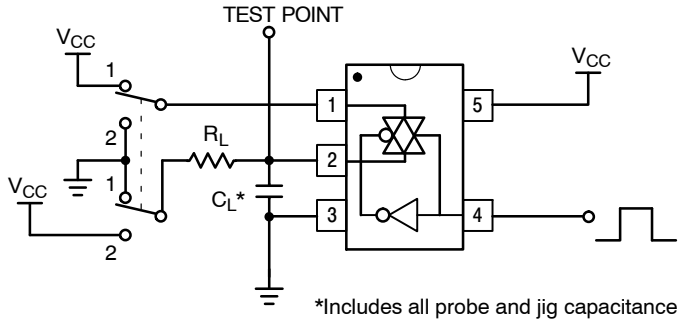 TEST POINT
VCC
1
2
RL
VCC
1
2
CL*
1
2
3
4
5
VCC
*Includes all probe and jig capacitance